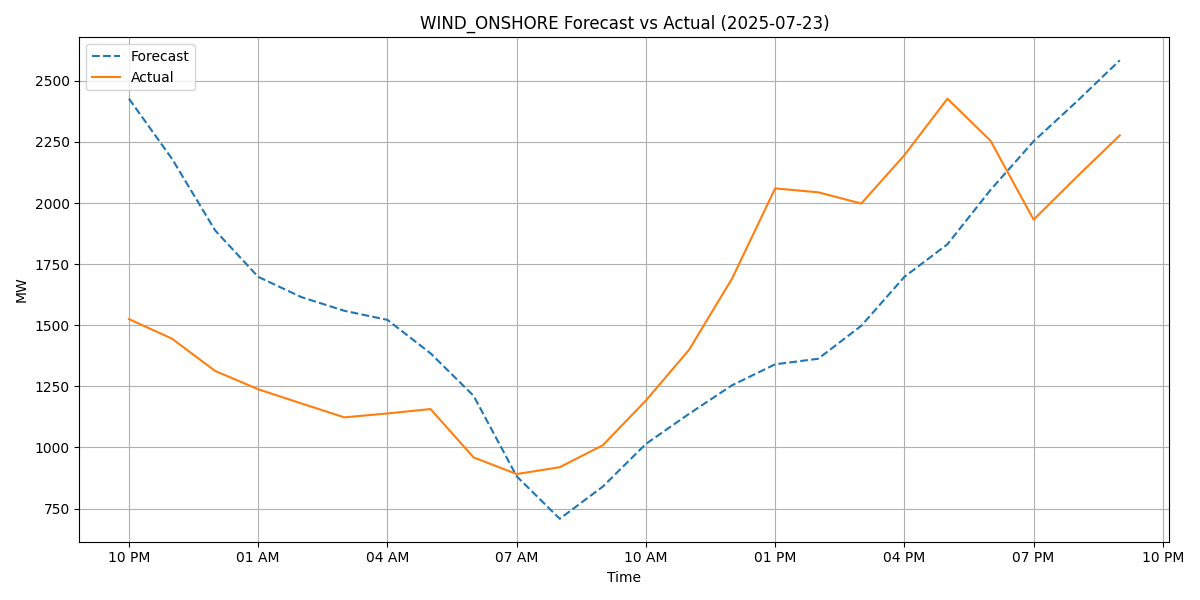 WIND_ONSHORE Forecast vs Actual (2025-07-23)
Forecast
Actual
MW
2500
2250
2000
1750
1500
1250
1000
750
10 PM 01 AM 04 AM 07 AM 10 AM 01 PM 04 PM 07 PM 10 PM
Time